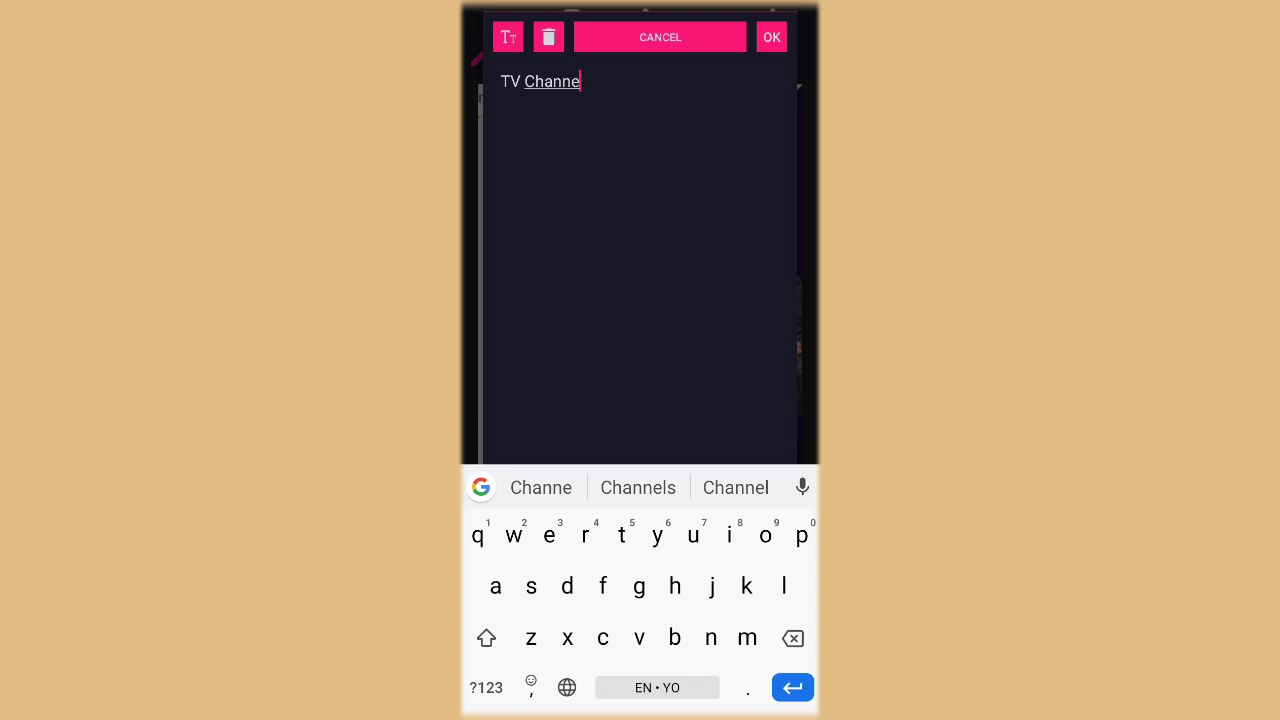 Tт CANCEL OK
TV Channe
G Channe Channels Channel
1 2 3 4 5 6 7 8 9 0
q w e r t y u i o p
a s d f g h j k l
z x c v b n m
?123 , EN • YO .